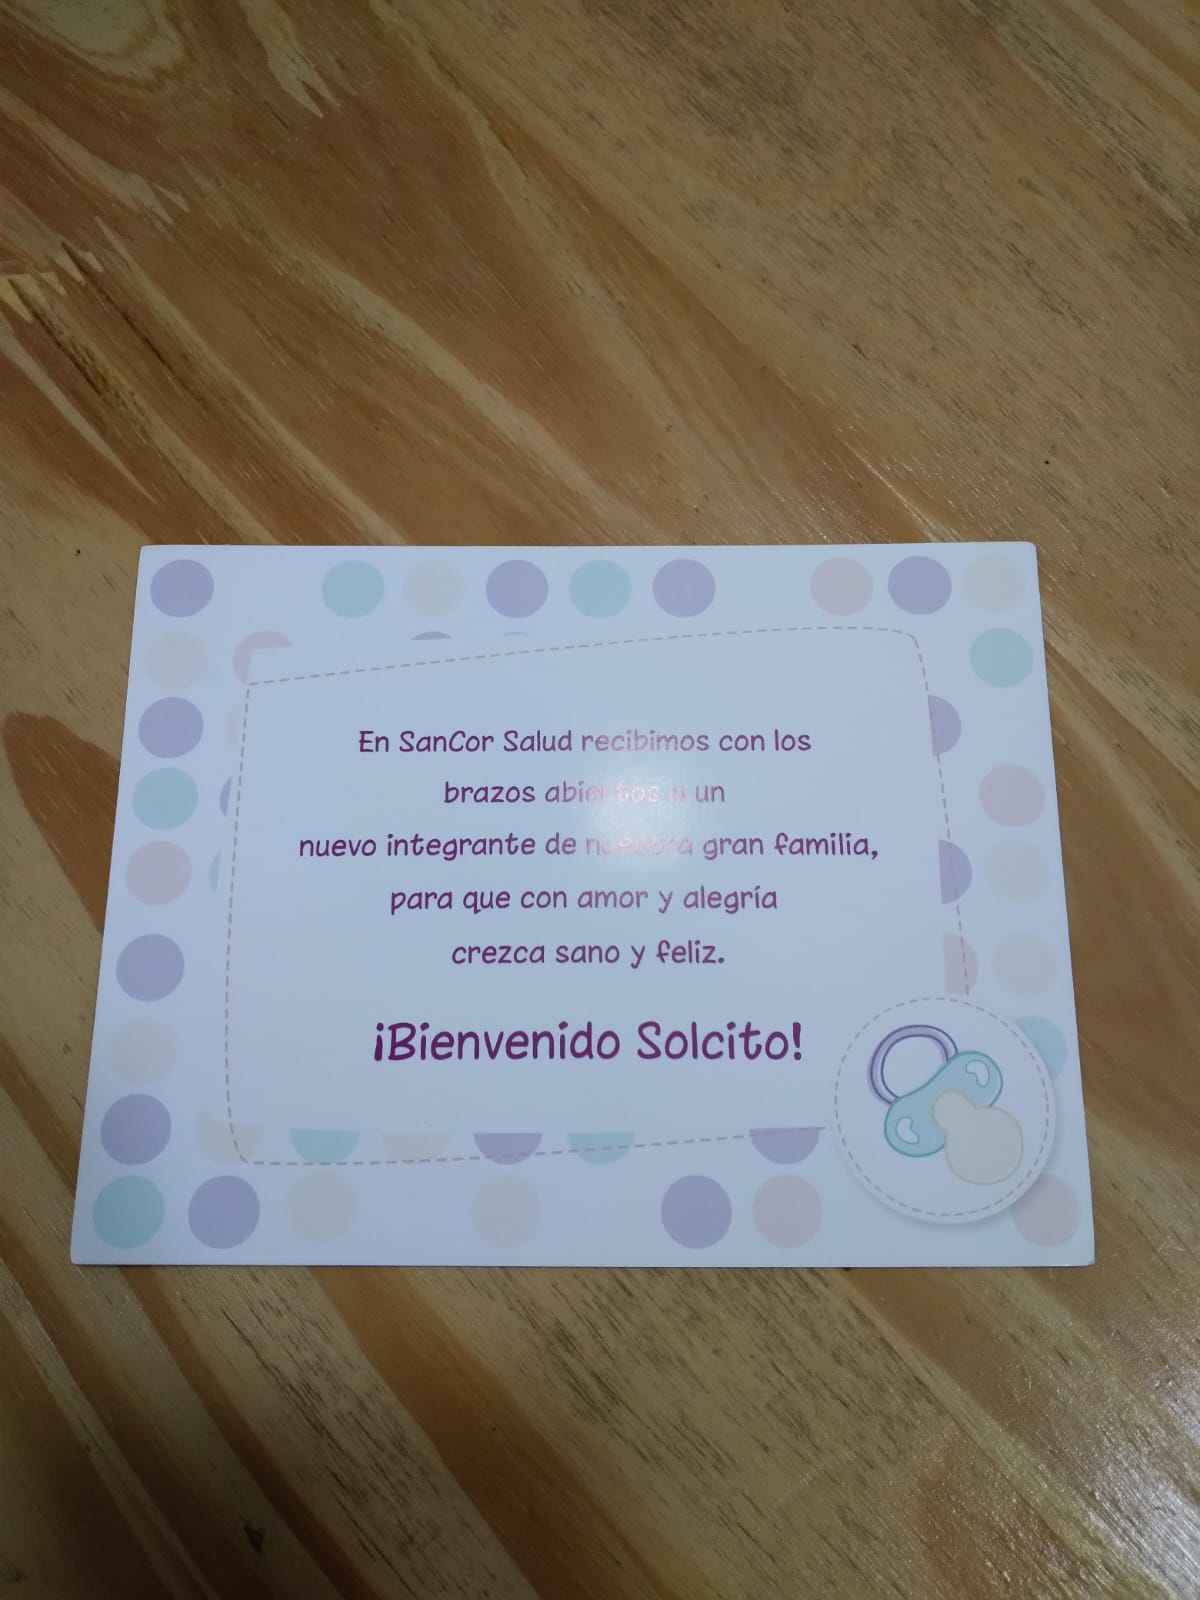 En SanCor Salud recibimos con los
brazos abiertos a un
nuevo integrante de nuestra gran familia,
para que con amor y alegría
crezca sano y feliz.
¡Bienvenido Solcito!